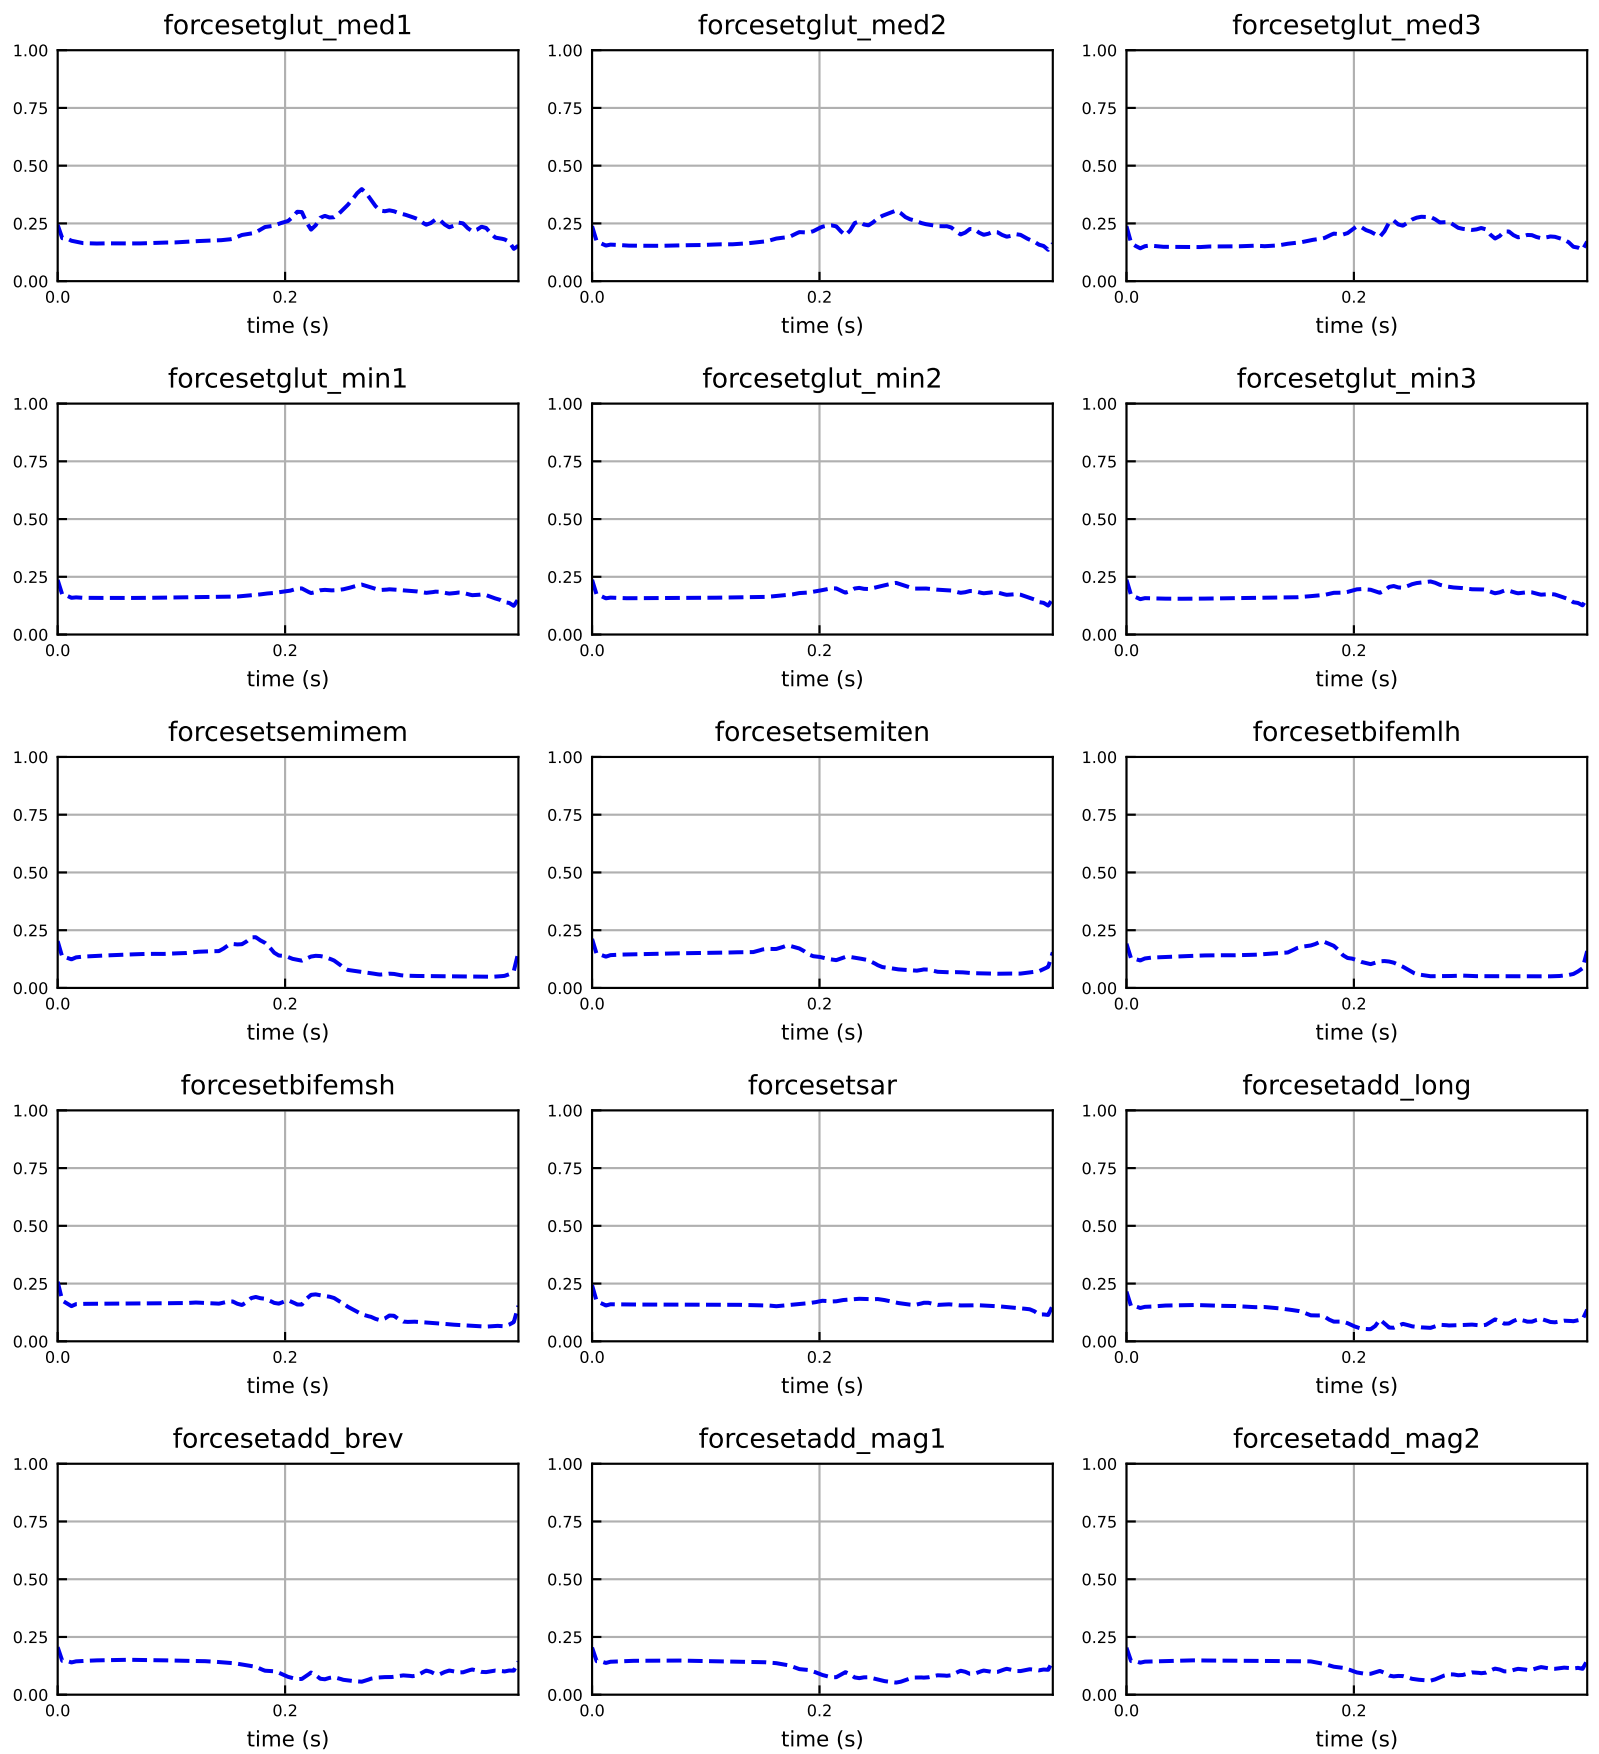 forcesetglut_med1 forcesetglut_med2 forcesetglut_med3
1.00 1.00 1.00
0.75 0.75 0.75
0.50 0.50 0.50
0.25 0.25 0.25
0.00 0.00 0.00
0.0 0.2 0.0 0.2 0.0 0.2
time (s) time (s) time (s)
forcesetglut_min1 forcesetglut_min2 forcesetglut_min3
1.00 1.00 1.00
0.75 0.75 0.75
0.50 0.50 0.50
0.25 0.25 0.25
0.00 0.00 0.00
0.0 0.2 0.0 0.2 0.0 0.2
time (s) time (s) time (s)
forcesetsemimem forcesetsemiten forcesetbifemlh
1.00 1.00 1.00
0.75 0.75 0.75
0.50 0.50 0.50
0.25 0.25 0.25
0.00 0.00 0.00
0.0 0.2 0.0 0.2 0.0 0.2
time (s) time (s) time (s)
forcesetbifemsh forcesetsar forcesetadd_long
1.00 1.00 1.00
0.75 0.75 0.75
0.50 0.50 0.50
0.25 0.25 0.25
0.00 0.00 0.00
0.0 0.2 0.0 0.2 0.0 0.2
time (s) time (s) time (s)
forcesetadd_brev forcesetadd_mag1 forcesetadd_mag2
1.00 1.00 1.00
0.75 0.75 0.75
0.50 0.50 0.50
0.25 0.25 0.25
0.00 0.00 0.00
0.0 0.2 0.0 0.2 0.0 0.2
time (s) time (s) time (s)